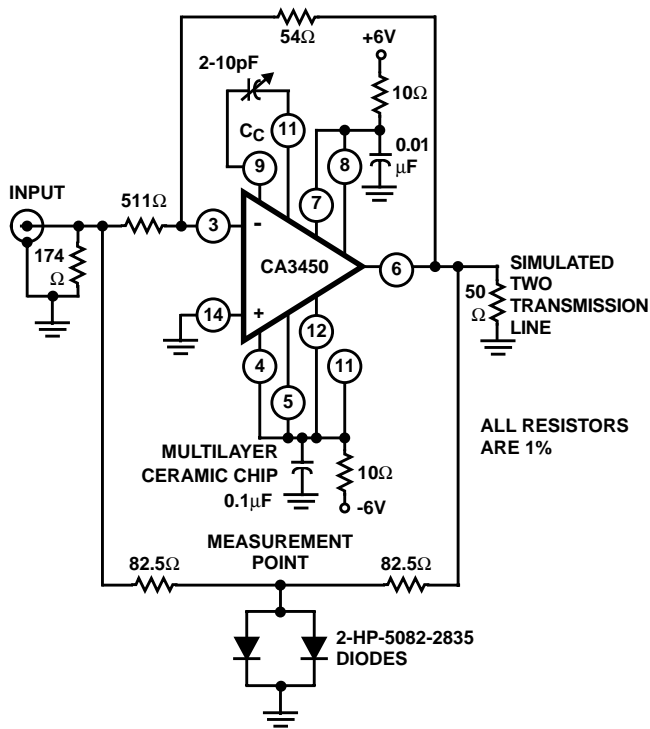 54Ω
+6V
2-10pF
10Ω
CC
11
0.01
μF
9
8
7
INPUT
511Ω
3
-
174
Ω
CA3450
6
SIMULATED
TWO
TRANSMISSION
LINE
50
Ω
14
+
12
4
11
5
ALL RESISTORS
ARE 1%
MULTILAYER
CERAMIC CHIP
0.1μF
10Ω
-6V
MEASUREMENT
POINT
82.5Ω
82.5Ω
2-HP-5082-2835
DIODES